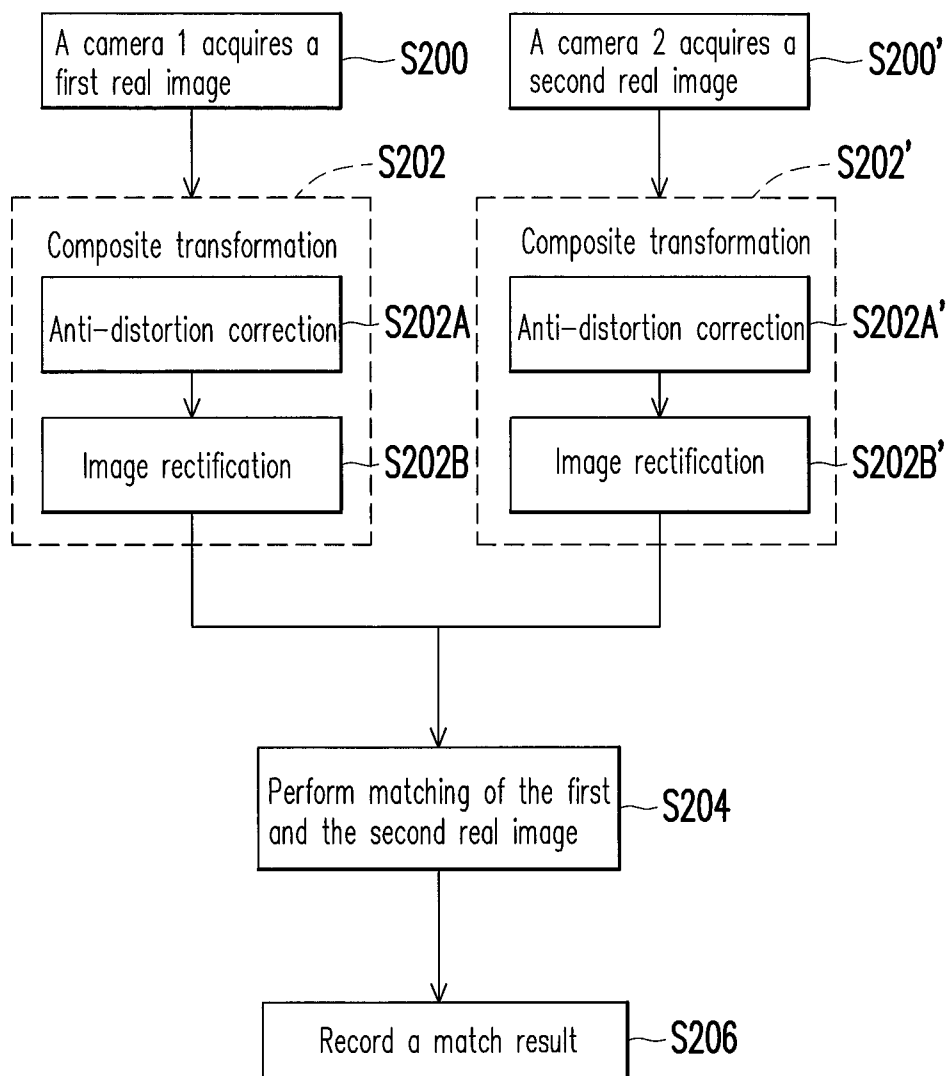 A camera 1 acquires a
first real image
S200
A camera 2 acquires a
second real image
S200'
S202
Composite transformation
Anti-distortion correction
S202A
Image rectification
S202B
S202'
Composite transformation
Anti-distortion correction
S202A'
Image rectification
S202B'
Perform matching of the first
and the second real image
S204
Record a match result
S206